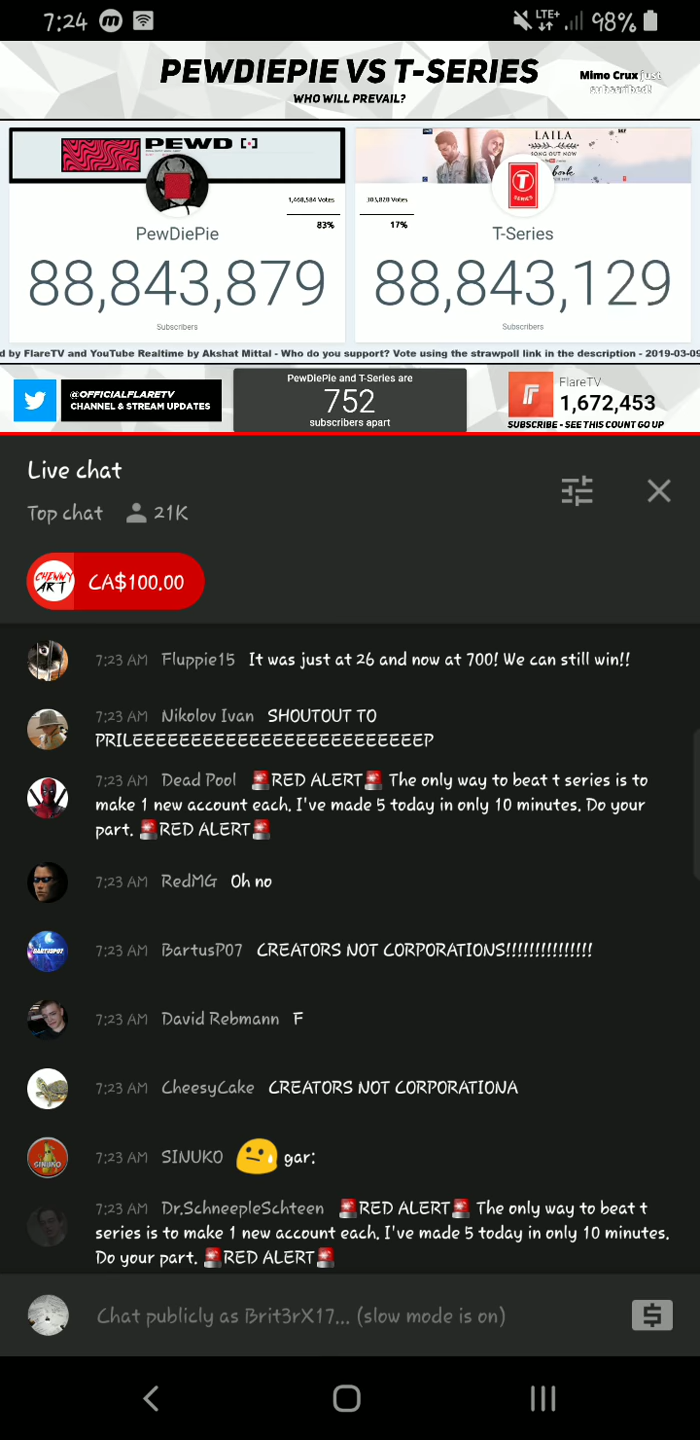 7:24
LTE+
98%
PEWDIEPIE VS T-SERIES
WHO WILL PREVAIL?
Mimo Crux just
subscribed!
PEWD
LAILA
SONG OUT NOW
1,468,584 Votes
83%
303,820 Votes
17%
T
SERIES
PewDiePie
T-Series
88,843,879
88,843,129
Subscribers
Subscribers
d by FlareTV and YouTube Realtime by Akshat Mittal - Who do you support? Vote using the strawpoll link in the description - 2019-03-09
@OFFICIALFLARETV
CHANNEL & STREAM UPDATES
PewDiePie and T-Series are
752
subscribers apart
FlareTV
1,672,453
SUBSCRIBE - SEE THIS COUNT GO UP
Live chat
Top chat 21K
CHENNY
ART
CA$100.00
7:23 AM Fluppie15 It was just at 26 and now at 700! We can still win!!
7:23 AM Nikolov Ivan SHOUTOUT TO
PRILEEEEEEEEEEEEEEEEEEEEEEEEP
7:23 AM Dead Pool 🚨RED ALERT🚨 The only way to beat t series is to
make 1 new account each. I've made 5 today in only 10 minutes. Do your
part. 🚨RED ALERT🚨
7:23 AM RedMG Oh no
BARTUSP07
7:23 AM BartusP07 CREATORS NOT CORPORATIONS!!!!!!!!!!!!!!!
7:23 AM David Rebmann F
7:23 AM CheesyCake CREATORS NOT CORPORATIONA
SINUKO
7:23 AM SINUKO gar:
7:23 AM Dr.SchneepleSchteen 🚨RED ALERT🚨 The only way to beat t
series is to make 1 new account each. I've made 5 today in only 10 minutes.
Do your part. 🚨RED ALERT🚨
Chat publicly as Brit3rX17... (slow mode is on)